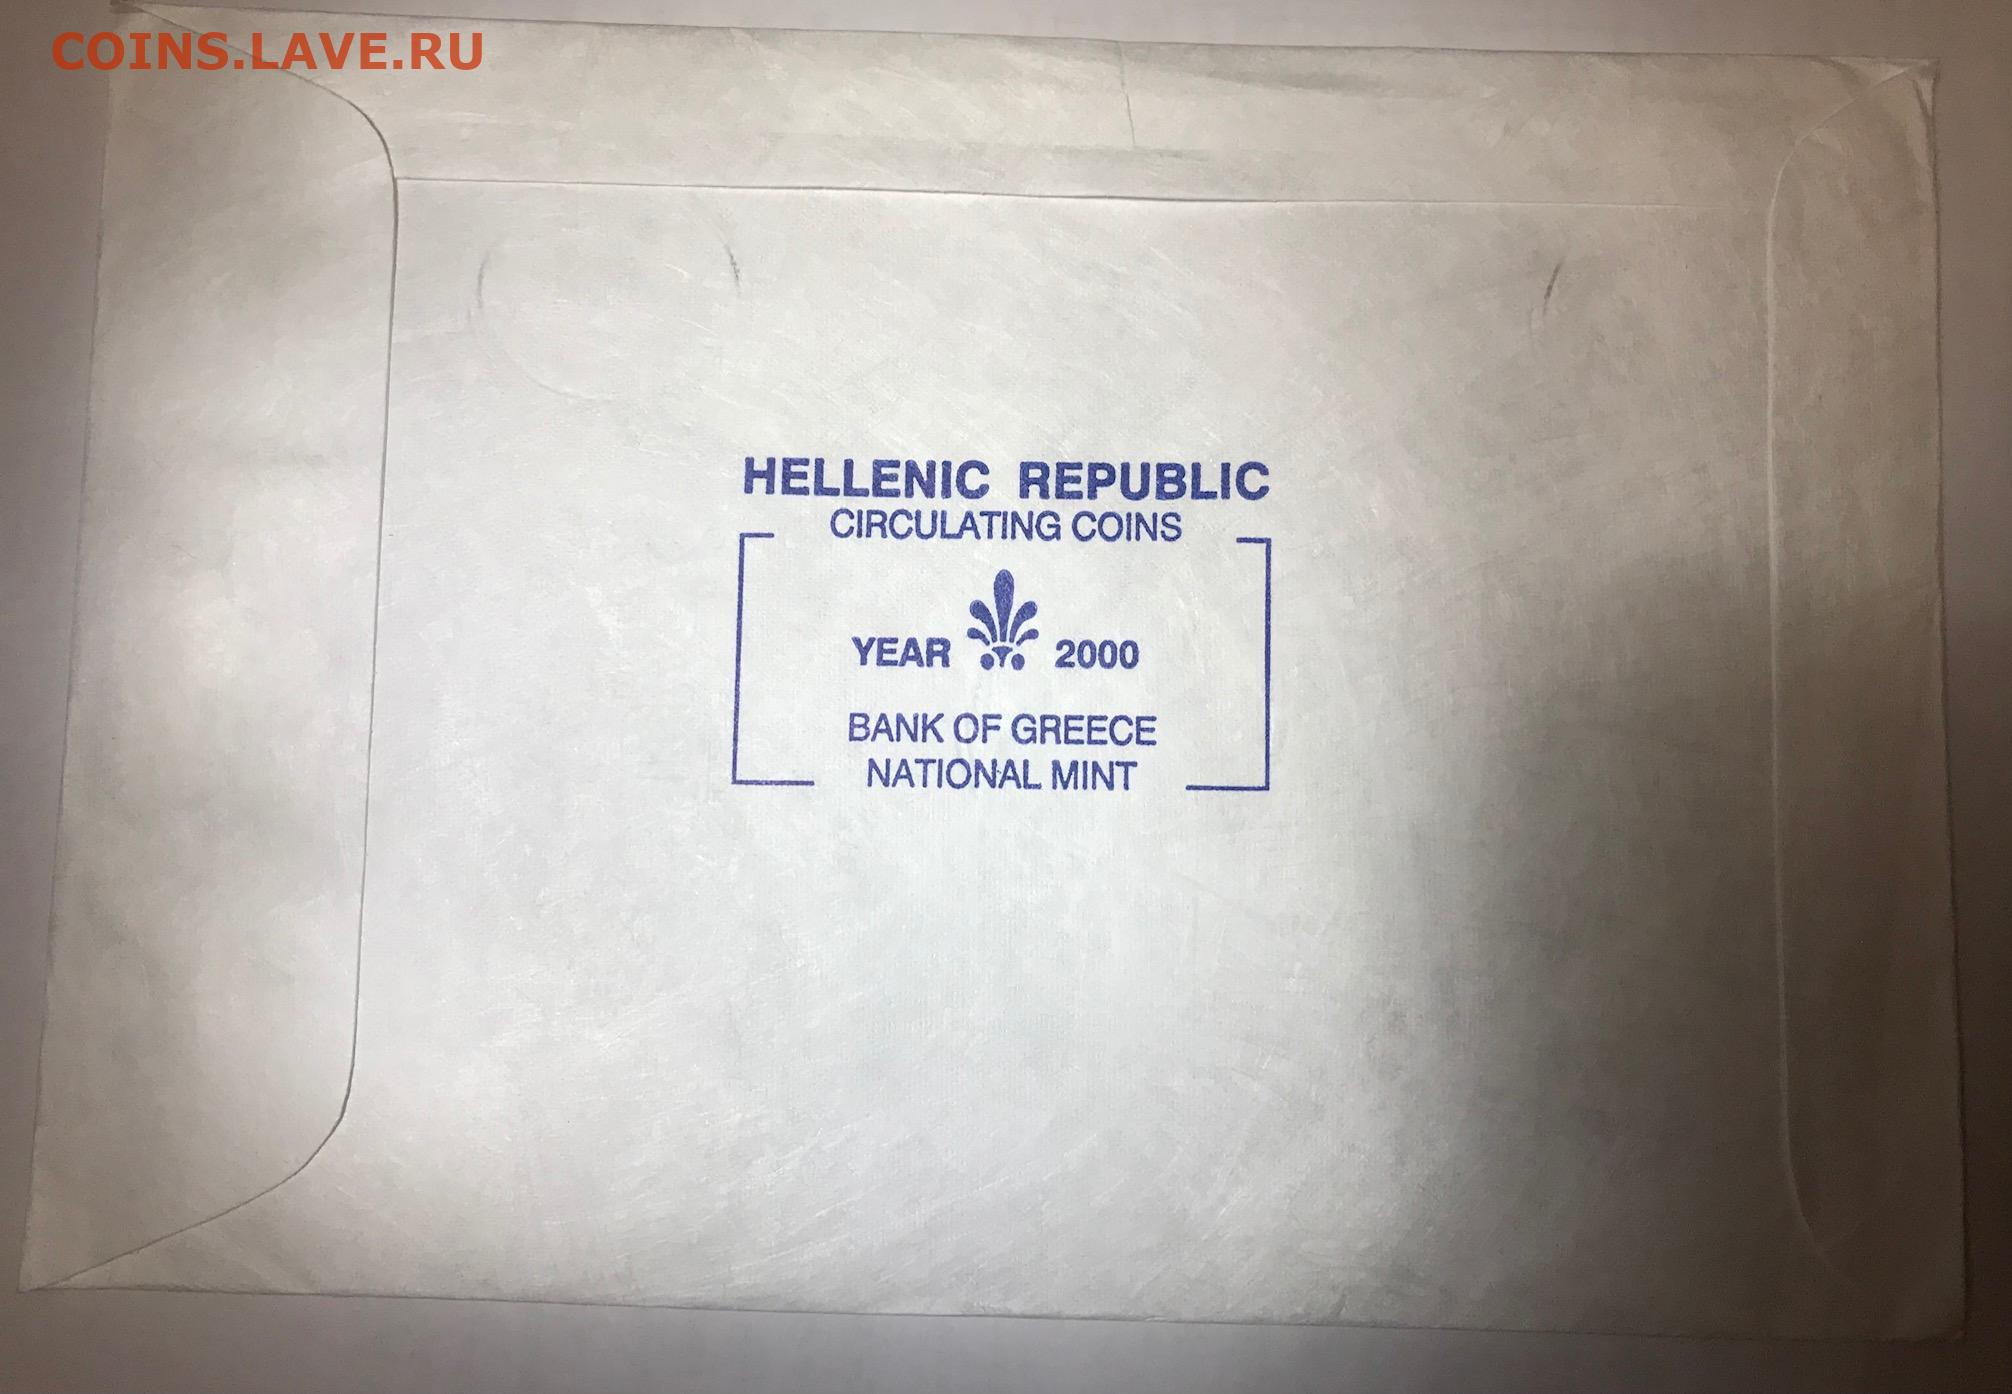 COINS.LAVE.RU
HELLENIC REPUBLIC
CIRCULATING COINS
YEAR 2000
BANK OF GREECE
NATIONAL MINT